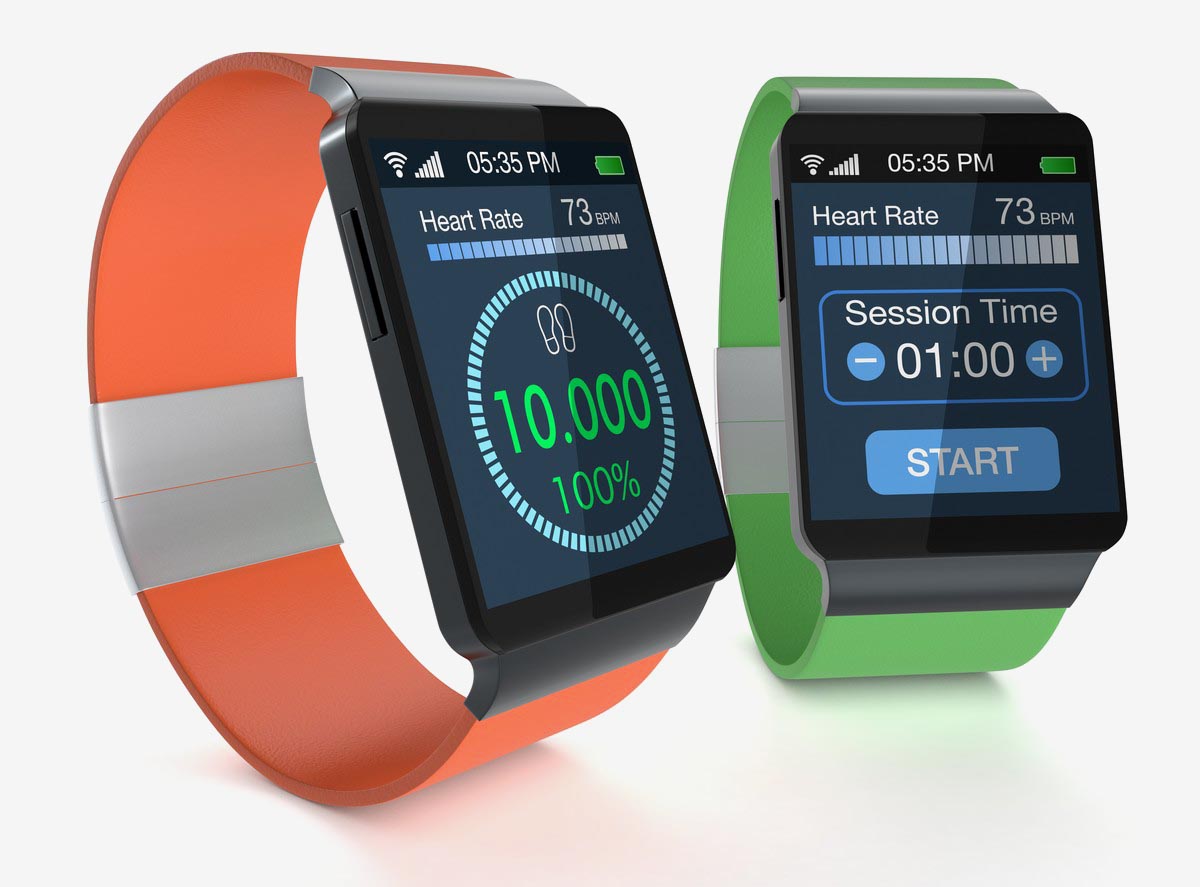 05:35 PM
Heart Rate 73 BPM
10.000
100%
05:35 PM
Heart Rate 73 BPM
Session Time
− 01:00 +
START